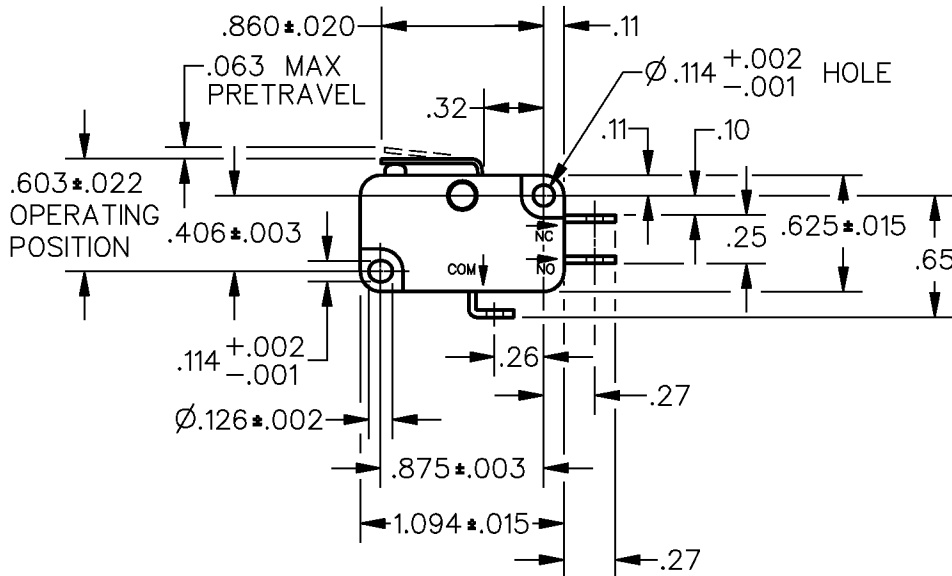 .860±.020
.11
.063 MAX
PRETRAVEL
Ø.114 +.002 -.001 HOLE
.32
.11
.10
.603±.022
OPERATING
POSITION
.406±.003
NC
.25
.625±.015
COM
NO
.65
.114 +.002 -.001
.26
.27
Ø.126±.002
.875±.003
1.094±.015
.27